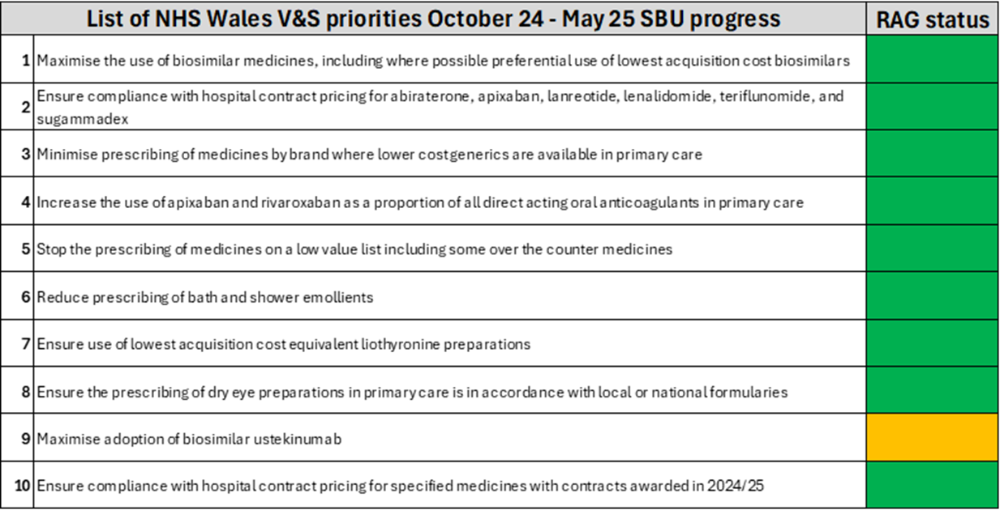 List of NHS Wales V&S priorities October 24 - May 25 SBU progress RAG status
1 Maximise the use of biosimilar medicines, including where possible preferential use of lowest acquisition cost biosimilars
2 Ensure compliance with hospital contract pricing for abiraterone, apixaban, lanreotide, lenalidomide, teriflunomide, and
sugammadex
3 Minimise prescribing of medicines by brand where lower cost generics are available in primary care
4 Increase the use of apixaban and rivaroxaban as a proportion of all direct acting oral anticoagulants in primary care
5 Stop the prescribing of medicines on a low value list including some over the counter medicines
6 Reduce prescribing of bath and shower emollients
7 Ensure use of lowest acquisition cost equivalent liothyronine preparations
8 Ensure the prescribing of dry eye preparations in primary care is in accordance with local or national formularies
9 Maximise adoption of biosimilar ustekinumab
10 Ensure compliance with hospital contract pricing for specified medicines with contracts awarded in 2024/25